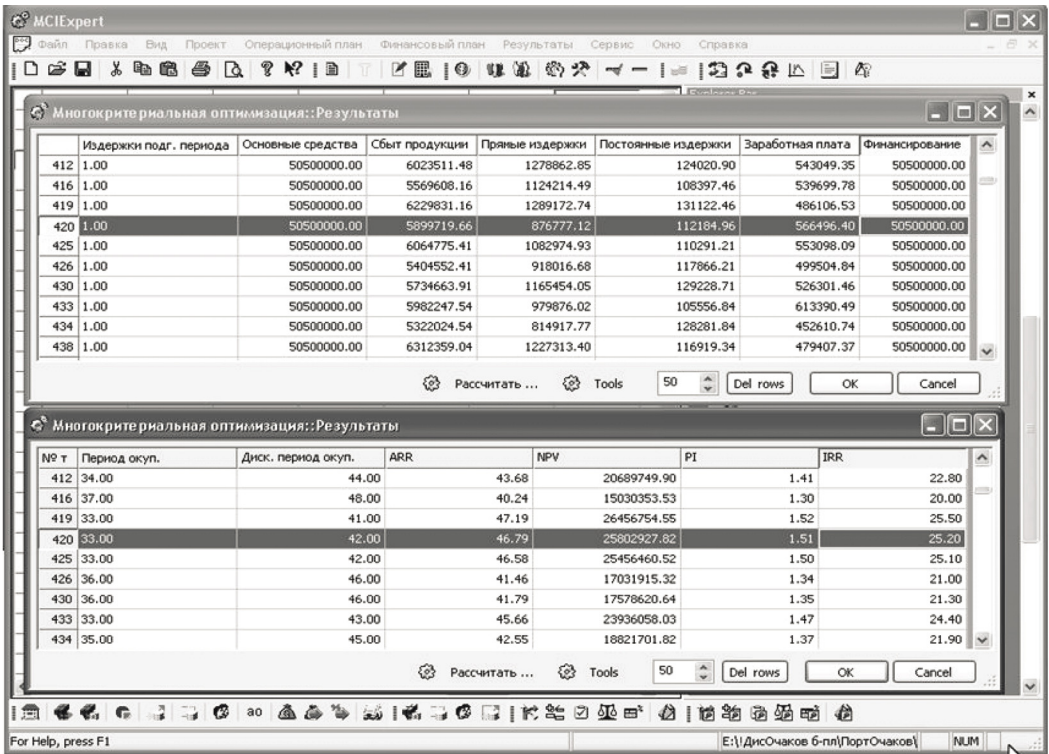 MCIExpert
Файл Правка Вид Проект Операционный план Финансовый план Результаты Сервис Окно Справка
Explorer Bar
Многокритериальная оптимизация::Результаты
Издержки подг. периода Основные средства Сбыт продукции Прямые издержки Постоянные издержки Заработная плата Финансирование
412 1.00 50500000.00 6023511.48 1278862.85 124020.90 543049.35 50500000.00
416 1.00 50500000.00 5569608.16 1124214.49 108397.46 539699.78 50500000.00
419 1.00 50500000.00 6229831.16 1289172.74 131122.46 486106.53 50500000.00
420 1.00 50500000.00 5899719.66 876777.12 112184.96 566496.40 50500000.00
425 1.00 50500000.00 6064775.41 1082974.93 110291.21 553098.09 50500000.00
426 1.00 50500000.00 5404552.41 918016.68 117866.21 499504.84 50500000.00
430 1.00 50500000.00 5734663.91 1165454.05 129228.71 526301.46 50500000.00
433 1.00 50500000.00 5982247.54 979876.02 105556.84 613390.49 50500000.00
434 1.00 50500000.00 5322024.54 814917.77 128281.84 452610.74 50500000.00
438 1.00 50500000.00 6312359.04 1227313.40 116919.34 479407.37 50500000.00
Рассчитать ... Tools 50 Del rows OK Cancel
Многокритериальная оптимизация::Результаты
№ т Период окуп. Диск. период окуп. ARR NPV PI IRR
412 34.00 44.00 43.68 20689749.90 1.41 22.80
416 37.00 48.00 40.24 15030353.53 1.30 20.00
419 33.00 41.00 47.19 26456754.55 1.52 25.50
420 33.00 42.00 46.79 25802927.82 1.51 25.20
425 33.00 42.00 46.58 25456460.52 1.50 25.10
426 36.00 46.00 41.46 17031915.32 1.34 21.00
430 36.00 46.00 41.79 17578620.64 1.35 21.30
433 33.00 43.00 45.66 23936058.03 1.47 24.40
434 35.00 45.00 42.55 18821701.82 1.37 21.90
Рассчитать ... Tools 50 Del rows OK Cancel
ао
For Help, press F1 E:\!ДисОчаков б-пл\ПортОчаков\ NUM